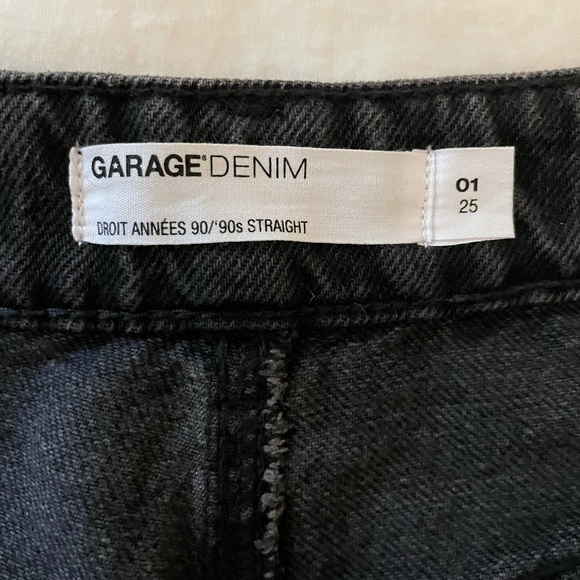 GARAGE® DENIM
DROIT ANNÉES 90/'90s STRAIGHT
01
25